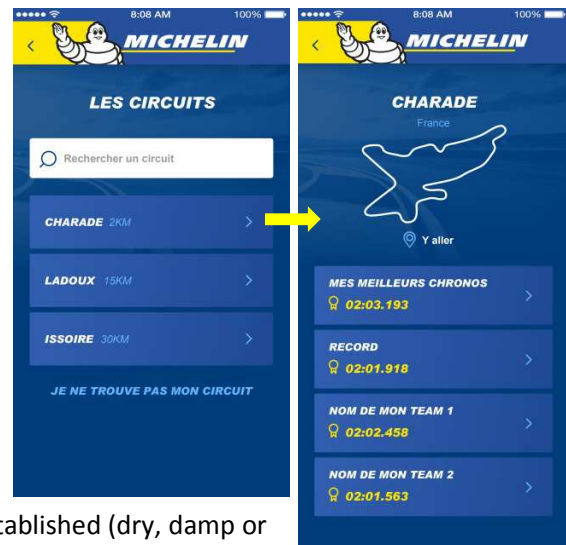 8:08 AM 100%
MICHELIN
LES CIRCUITS
Rechercher un circuit
CHARADE 2KM
LADOUX 15KM
ISSOIRE 30KM
JE NE TROUVE PAS MON CIRCUIT
8:08 AM 100%
MICHELIN
CHARADE
France
Y aller
MES MEILLEURS CHRONOS
02:03.193
RECORD
02:01.918
NOM DE MON TEAM 1
02:02.458
NOM DE MON TEAM 2
02:01.563
tablished (dry, damp or